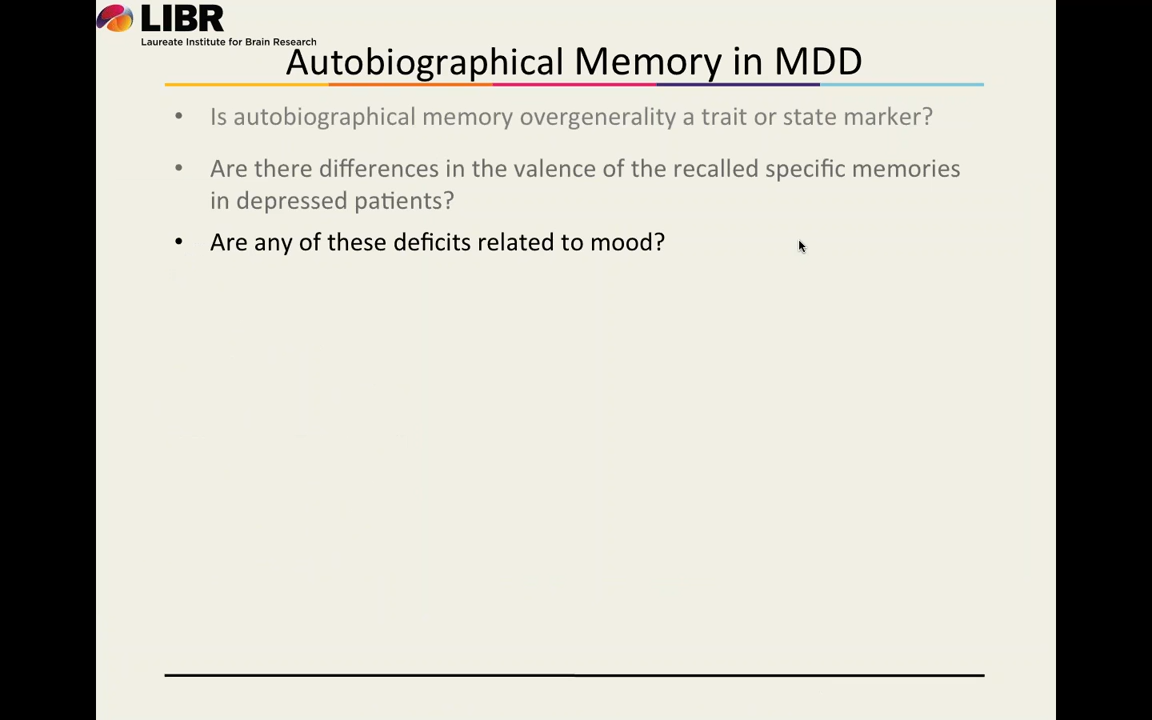 LIBR
Laureate Institute for Brain Research
Autobiographical Memory in MDD
• Is autobiographical memory overgenerality a trait or state marker?
• Are there differences in the valence of the recalled specific memories
in depressed patients?
• Are any of these deficits related to mood?